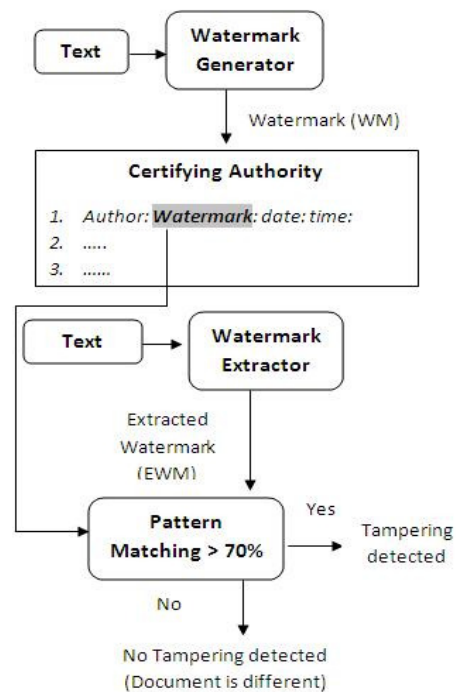 Text
Watermark
Generator
Watermark (WM)
Certifying Authority
1. Author: Watermark: date: time:
2. .....
3. ......
Text
Watermark
Extractor
Extracted
Watermark
(EWM)
Pattern
Matching > 70%
Yes
Tampering
detected
No
No Tampering detected
(Document is different)